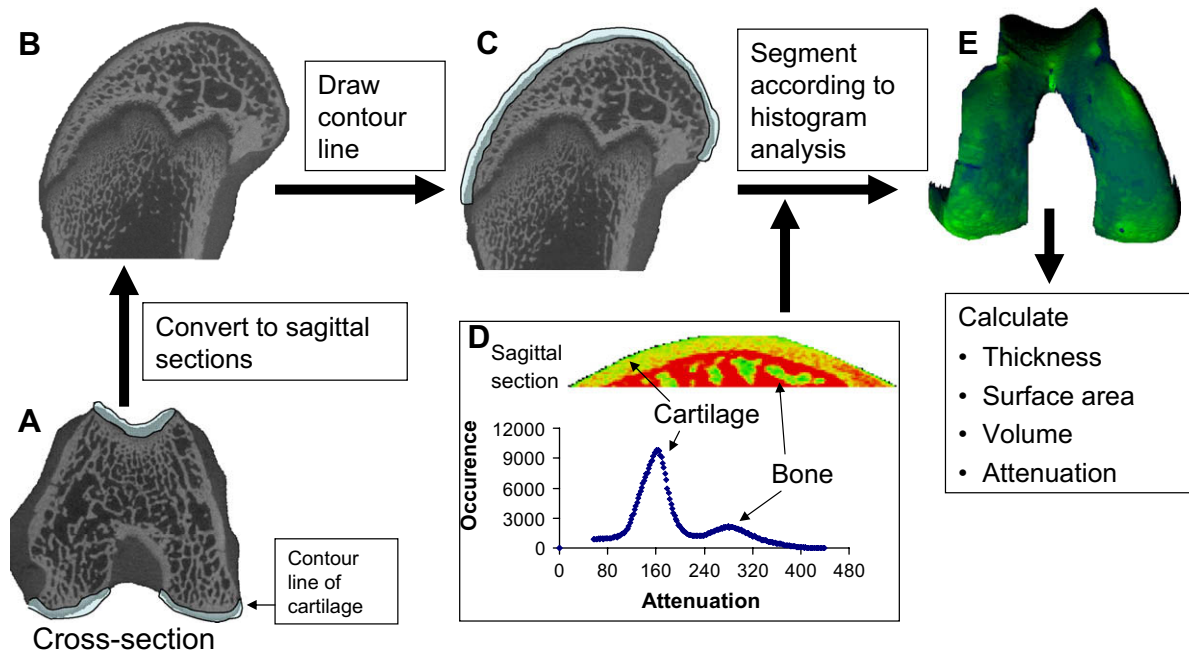 B
Draw
contour
line
C
Segment
according to
histogram
analysis
E
Convert to sagittal
sections
A
Contour
line of
cartilage
Cross-section
D
Sagittal
section
Cartilage
Bone
Occurence
12000
9000
6000
3000
0
0 80 160 240 320 400 480
Attenuation
Calculate
• Thickness
• Surface area
• Volume
• Attenuation